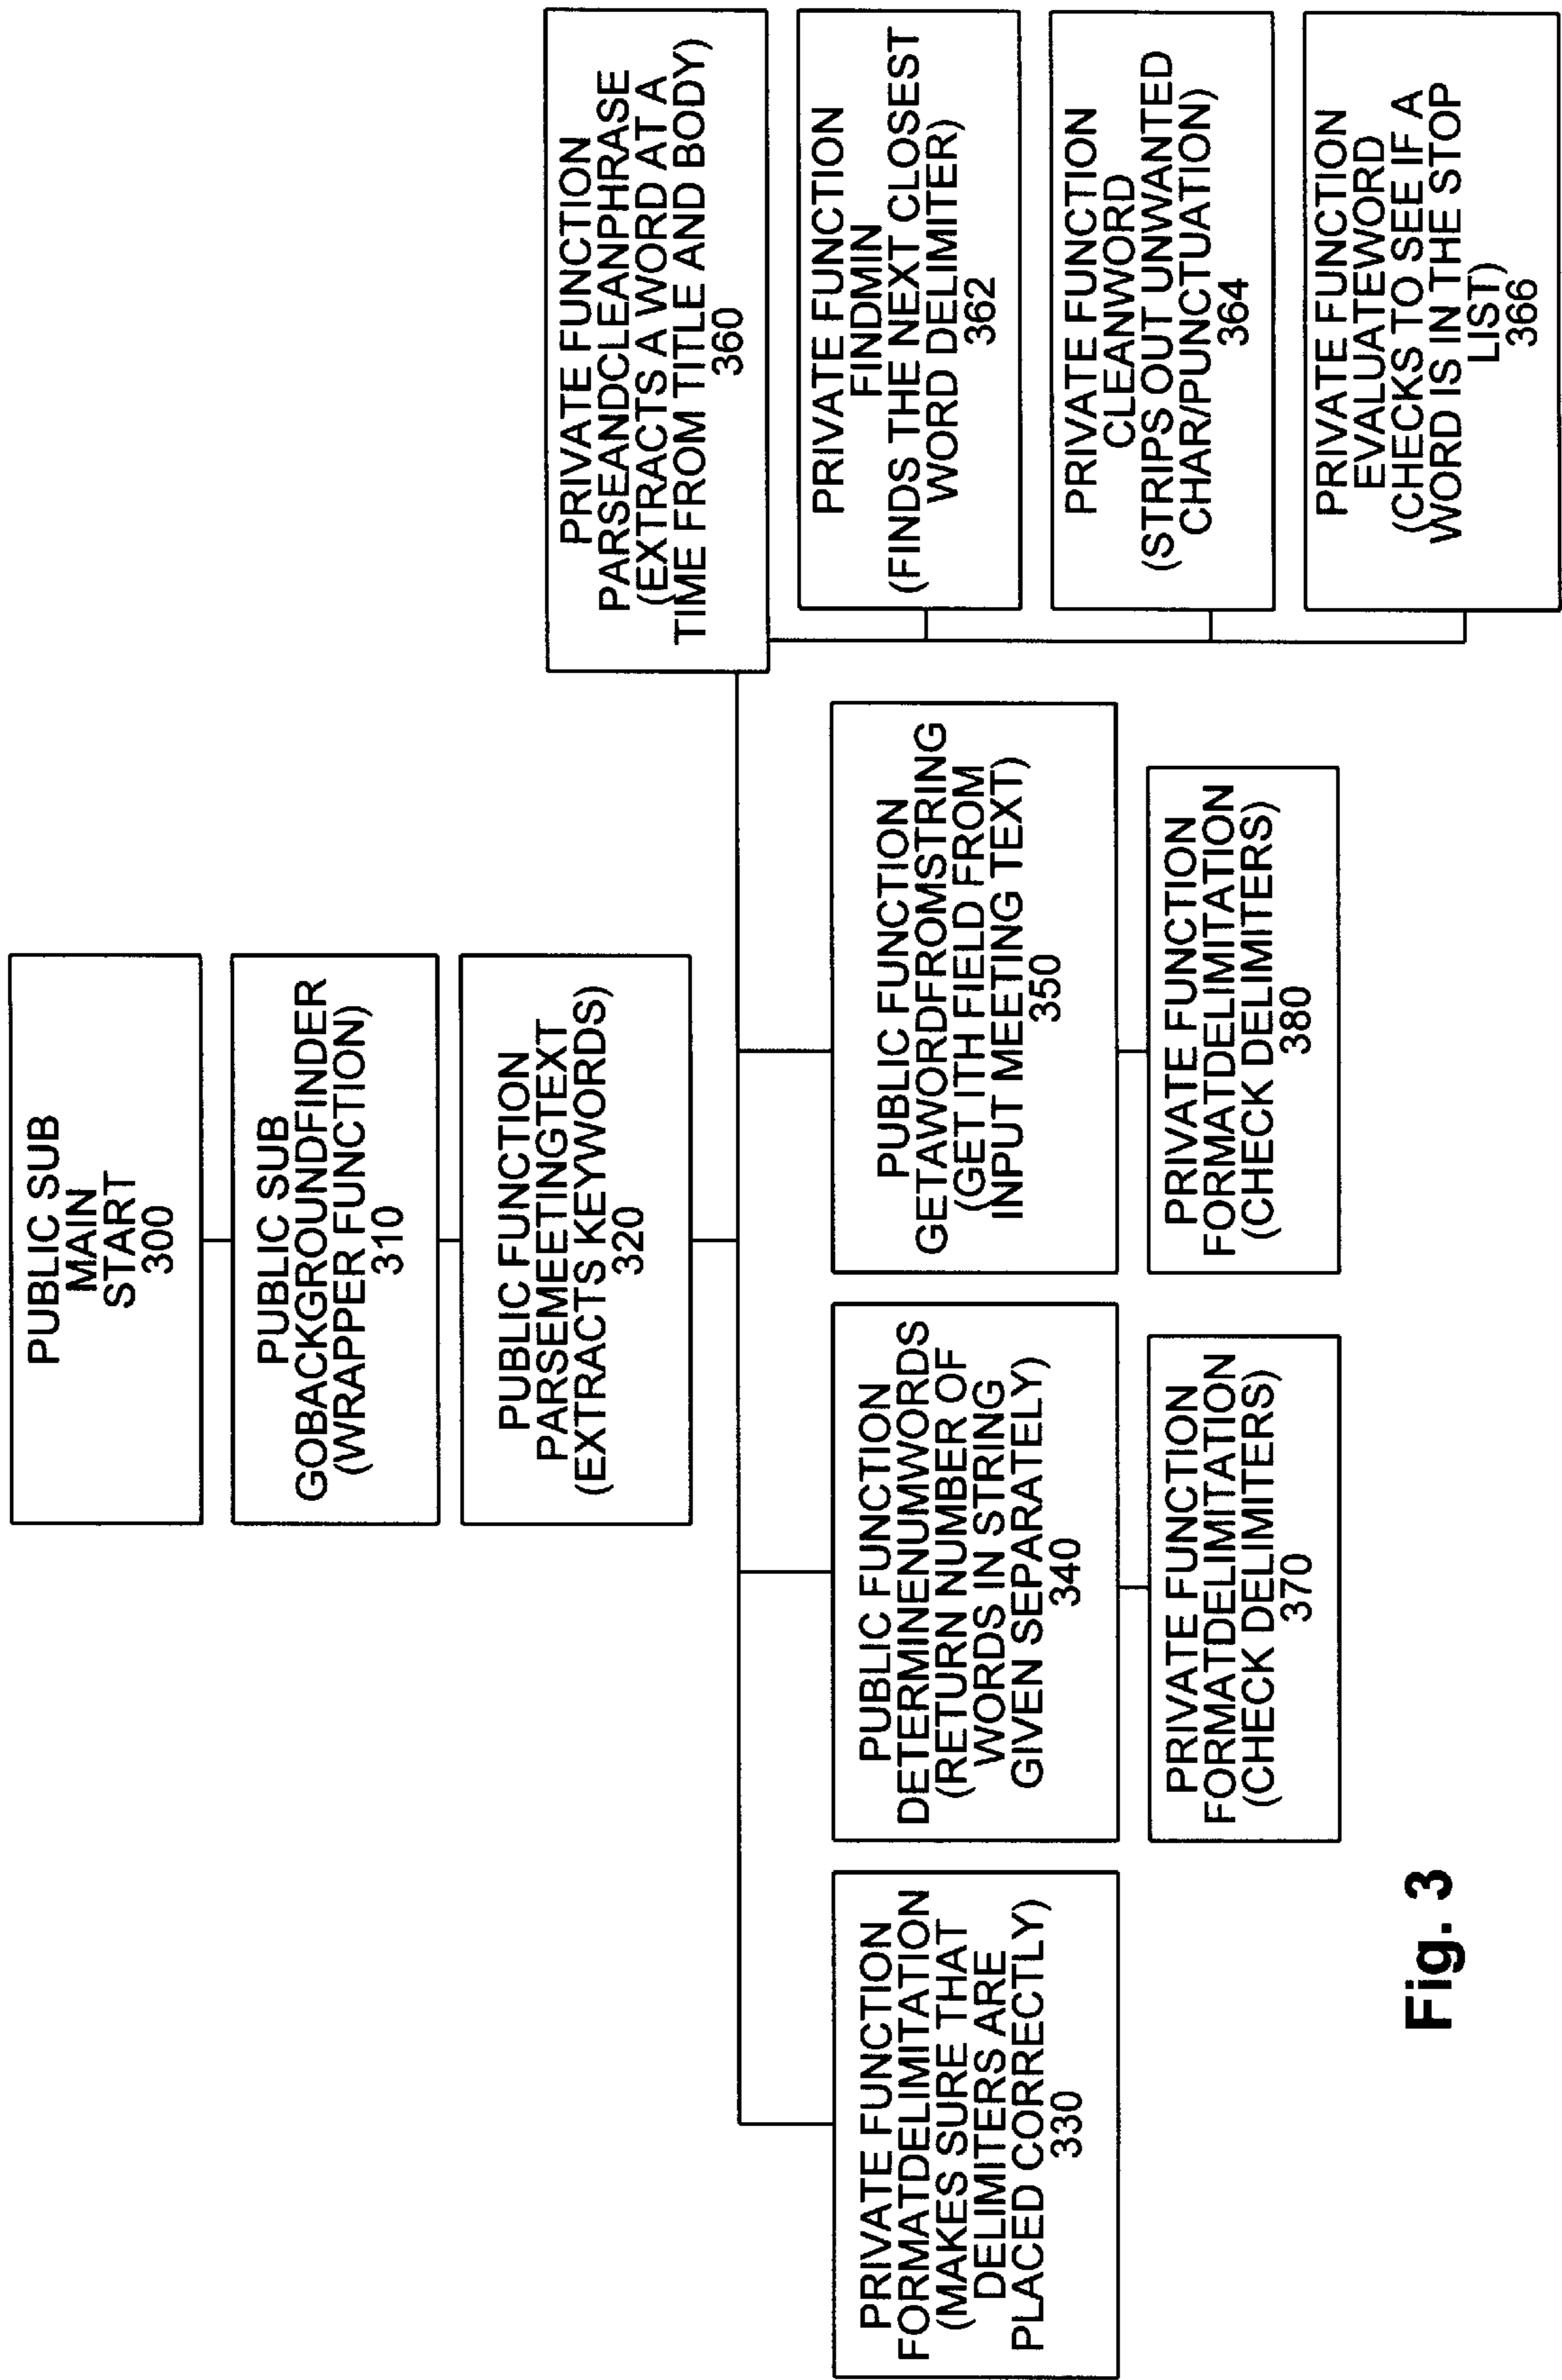 PUBLIC SUB
MAIN
START
300
PUBLIC SUB
GOBACKGROUNDFINDER
(WRAPPER FUNCTION)
310
PUBLIC FUNCTION
PARSEMEETINGTEXT
(EXTRACTS KEYWORDS)
320
PRIVATE FUNCTION
FORMATDELIMITATION
(MAKES SURE THAT
DELIMITERS ARE
PLACED CORRECTLY)
330
PUBLIC FUNCTION
DETERMINENUMWORDS
(RETURN NUMBER OF
WORDS IN STRING
GIVEN SEPARATELY)
340
PRIVATE FUNCTION
FORMATDELIMITATION
(CHECK DELIMITERS)
370
PUBLIC FUNCTION
GETAWORDFROMSTRING
(GET ITH FIELD FROM
INPUT MEETING TEXT)
350
PRIVATE FUNCTION
FORMATDELIMITATION
(CHECK DELIMITERS)
380
PRIVATE FUNCTION
PARSEANDCLEANPHRASE
(EXTRACTS A WORD AT A
TIME FROM TITLE AND BODY)
360
PRIVATE FUNCTION
FINDMIN
(FINDS THE NEXT CLOSEST
WORD DELIMITER)
362
PRIVATE FUNCTION
CLEANWORD
(STRIPS OUT UNWANTED
CHAR/PUNCTUATION)
364
PRIVATE FUNCTION
EVALUATEWORD
(CHECKS TO SEE IF A
WORD IS IN THE STOP
LIST)
366
Fig. 3